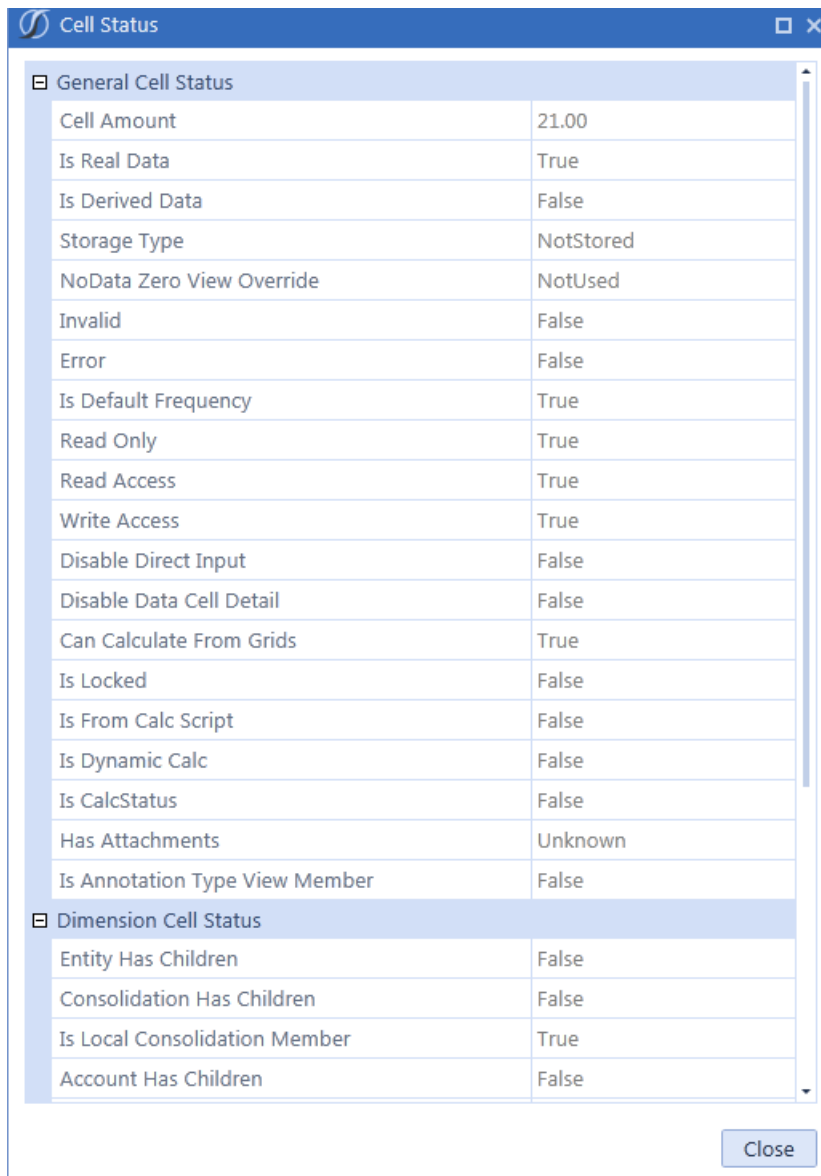 Cell Status
General Cell Status
Cell Amount 21.00
Is Real Data True
Is Derived Data False
Storage Type NotStored
NoData Zero View Override NotUsed
Invalid False
Error False
Is Default Frequency True
Read Only True
Read Access True
Write Access True
Disable Direct Input False
Disable Data Cell Detail False
Can Calculate From Grids True
Is Locked False
Is From Calc Script False
Is Dynamic Calc False
Is CalcStatus False
Has Attachments Unknown
Is Annotation Type View Member False
Dimension Cell Status
Entity Has Children False
Consolidation Has Children False
Is Local Consolidation Member True
Account Has Children False
Close